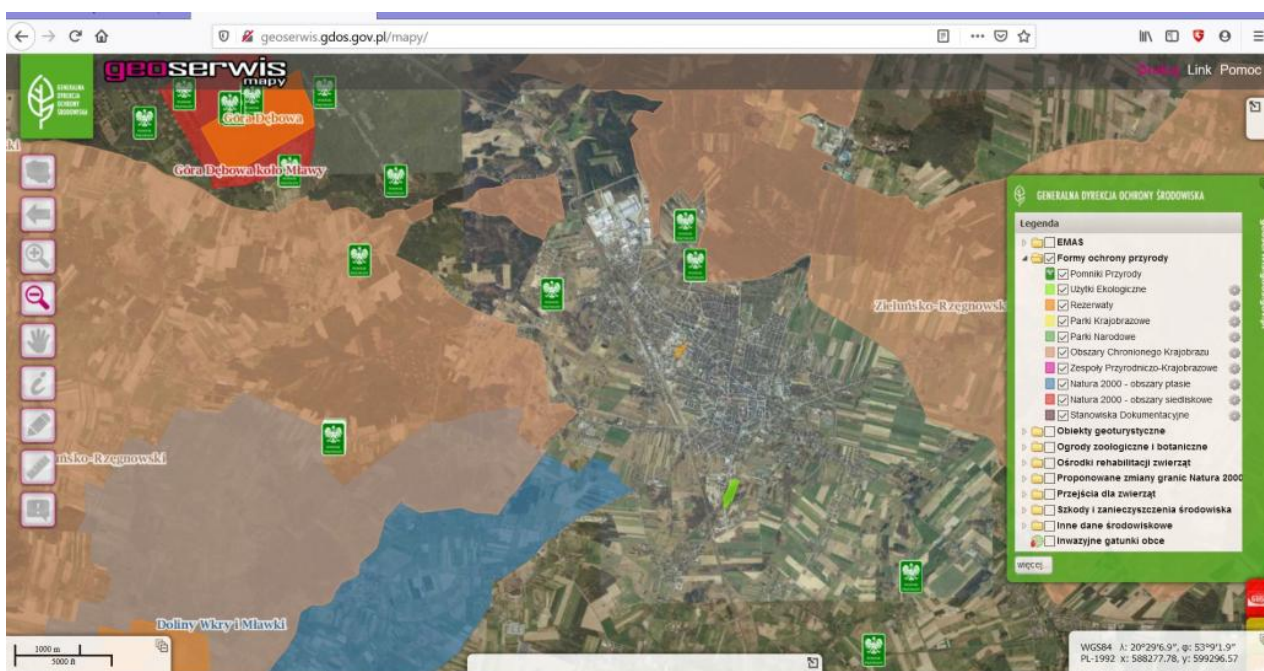 geoserwis.gdos.gov.pl/mapy/
geoserwis
mapy
GENERALNA
DYREKCJA
OCHRONY
ŚRODOWISKA
Link Pomoc
Góra Dębowa
Góra Dębowa koło Mławy
Zieluńsko-Rzęgnowsk
ńsko-Rzęgnowski
Doliny Wkry i Mławki
GENERALNA DYREKCJA OCHRONY ŚRODOWISKA
Legenda
EMAS
Formy ochrony przyrody
Pomniki Przyrody
Użytki Ekologiczne
Rezerwaty
Parki Krajobrazowe
Parki Narodowe
Obszary Chronionego Krajobrazu
Zespoły Przyrodniczo-Krajobrazowe
Natura 2000 - obszary ptasie
Natura 2000 - obszary siedliskowe
Stanowiska Dokumentacyjne
Obiekty geoturystyczne
Ogrody zoologiczne i botaniczne
Ośrodki rehabilitacji zwierząt
Proponowane zmiany granic Natura 2000
Przejścia dla zwierząt
Szkody i zanieczyszczenia środowiska
Inne dane środowiskowe
Inwazyjne gatunki obce
więcej...
1000 m
5000 ft
WGS84 λ: 20°29'6.9", φ: 53°9'1.9"
PL-1992 x: 588277.78, y: 599296.57